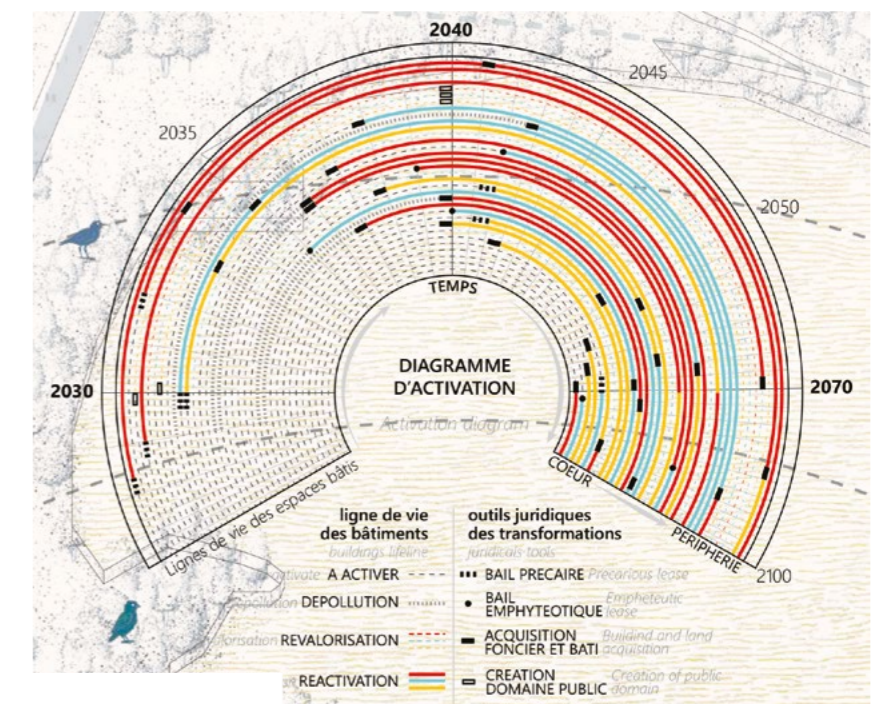 2040
2045
2035
2050
TEMPS
2030
DIAGRAMME
D'ACTIVATION
2070
Activation diagram
COEUR
Lignes de vie des espaces bâtis
PERIPHERIE
2100
ligne de vie
des bâtiments
buildings lifeline
A ACTIVER
DEPOLLUTION
REVALORISATION
REACTIVATION
outils juridiques
des transformations
juridicals tools
BAIL PRECAIRE Precarious lease
BAIL
EMPHYTEOTIQUE
Empheteutic
lease
ACQUISITION
FONCIER ET BATI
Buildind and land
acquisition
CREATION
DOMAINE PUBLIC
Creation of public
domain